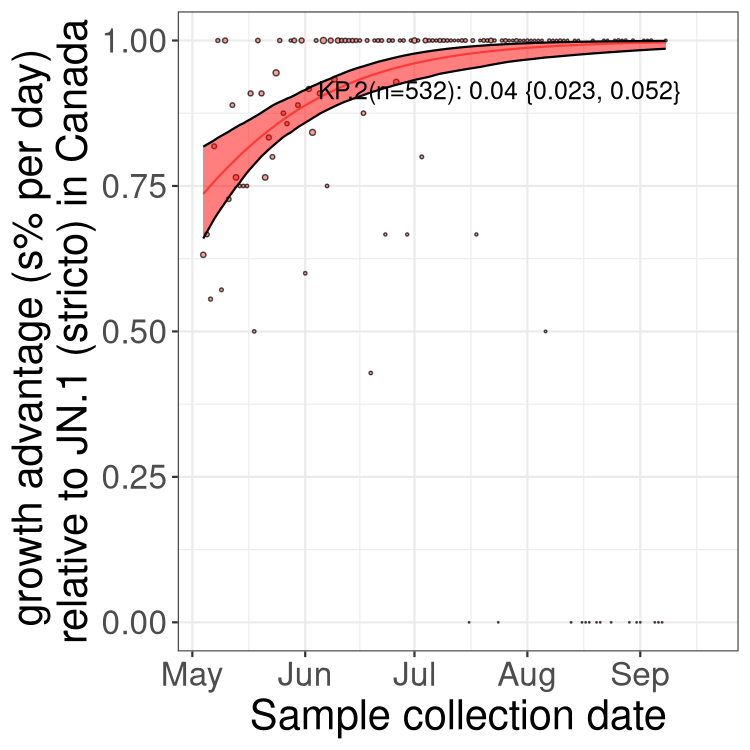 growth advantage (s% per day)
relative to JN.1 (stricto) in Canada
1.00
0.75
0.50
0.25
0.00
KP.2(n=532): 0.04 {0.023, 0.052}
May Jun Jul Aug Sep
Sample collection date